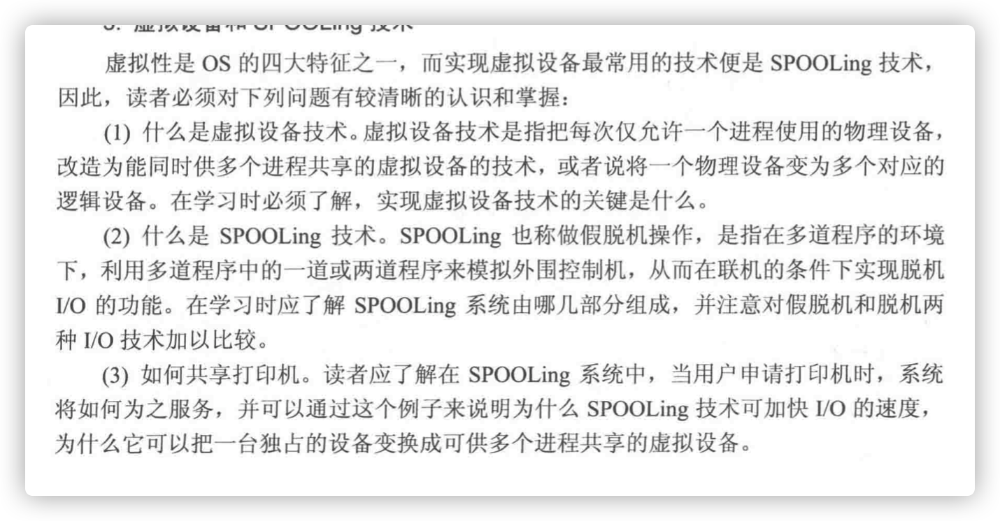 虚拟性是 OS 的四大特征之一，而实现虚拟设备最常用的技术便是 SPOOLing 技术，
因此，读者必须对下列问题有较清晰的认识和掌握：
(1) 什么是虚拟设备技术。虚拟设备技术是指把每次仅允许一个进程使用的物理设备，
改造为能同时供多个进程共享的虚拟设备的技术，或者说将一个物理设备变为多个对应的
逻辑设备。在学习时必须了解，实现虚拟设备技术的关键是什么。
(2) 什么是 SPOOLing 技术。SPOOLing 也称做假脱机操作，是指在多道程序的环境
下，利用多道程序中的一道或两道程序来模拟外围控制机，从而在联机的条件下实现脱机
I/O 的功能。在学习时应了解 SPOOLing 系统由哪几部分组成，并注意对假脱机和脱机两
种 I/O 技术加以比较。
(3) 如何共享打印机。读者应了解在 SPOOLing 系统中，当用户申请打印机时，系统
将如何为之服务，并可以通过这个例子来说明为什么 SPOOLing 技术可加快 I/O 的速度，
为什么它可以把一台独占的设备变换成可供多个进程共享的虚拟设备。